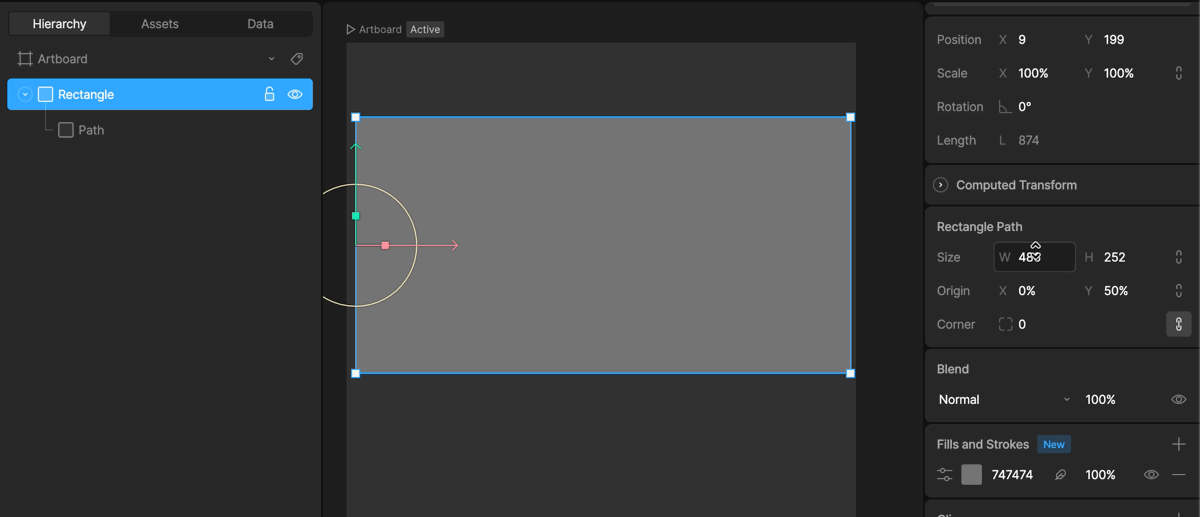 Hierarchy Assets Data
Artboard
Rectangle
Path
Artboard Active
Position X 9 Y 199
Scale X 100% Y 100%
Rotation 0°
Length L 874
Computed Transform
Rectangle Path
Size W H 252
Origin X 0% Y 50%
Corner 0
Blend
Normal 100%
Fills and Strokes New
747474 100%